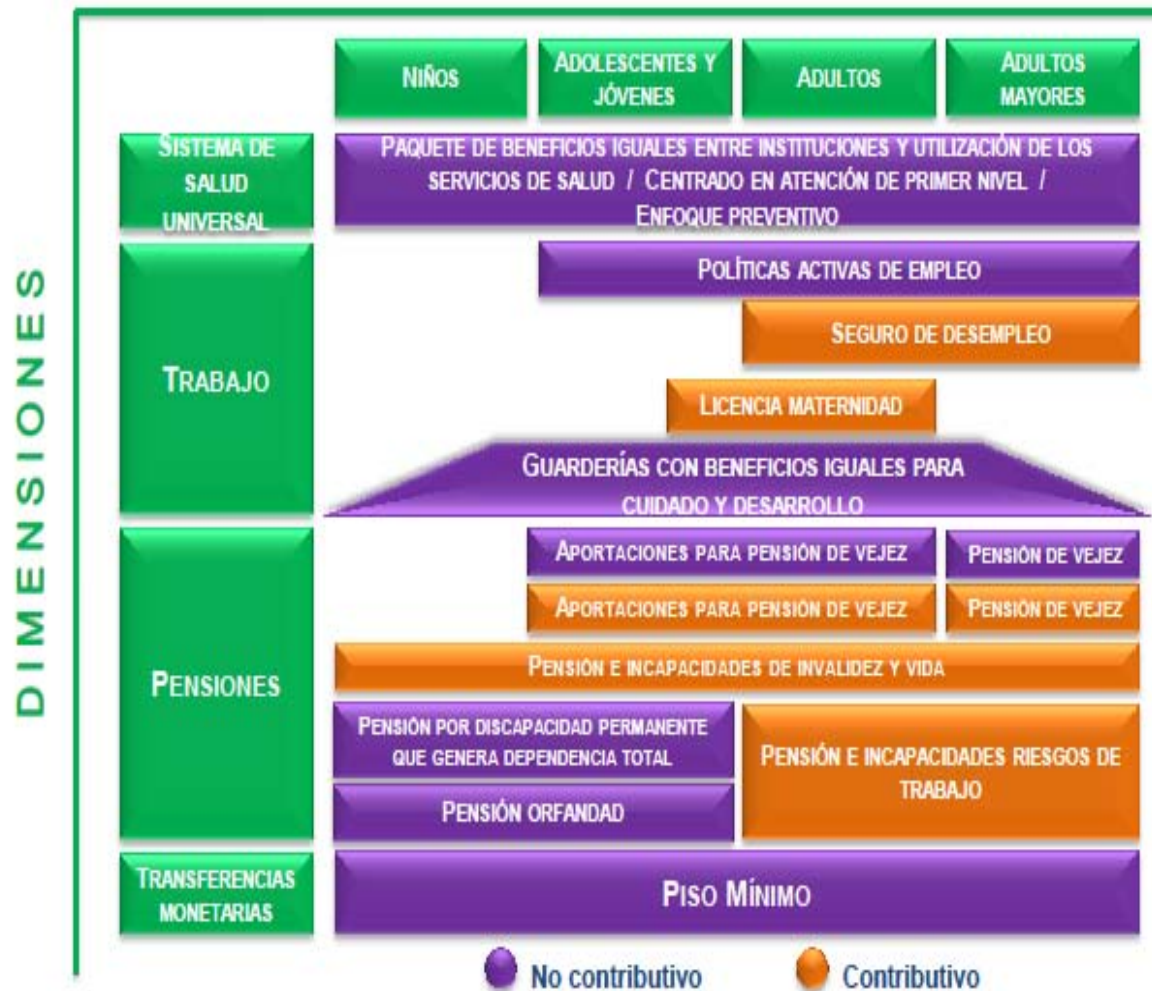 DIMENSIONES
NIÑOS
ADOLESCENTES Y
JÓVENES
ADULTOS
ADULTOS
MAYORES
SISTEMA DE
SALUD
UNIVERSAL
PAQUETE DE BENEFICIOS IGUALES ENTRE INSTITUCIONES Y UTILIZACIÓN DE LOS
SERVICIOS DE SALUD / CENTRADO EN ATENCIÓN DE PRIMER NIVEL /
ENFOQUE PREVENTIVO
TRABAJO
POLÍTICAS ACTIVAS DE EMPLEO
SEGURO DE DESEMPLEO
LICENCIA MATERNIDAD
GUARDERÍAS CON BENEFICIOS IGUALES PARA
CUIDADO Y DESARROLLO
PENSIONES
APORTACIONES PARA PENSIÓN DE VEJEZ
PENSIÓN DE VEJEZ
APORTACIONES PARA PENSIÓN DE VEJEZ
PENSIÓN DE VEJEZ
PENSIÓN E INCAPACIDADES DE INVALIDEZ Y VIDA
PENSIÓN POR DISCAPACIDAD PERMANENTE
QUE GENERA DEPENDENCIA TOTAL
PENSIÓN E INCAPACIDADES RIESGOS DE
TRABAJO
PENSIÓN ORFANDAD
TRANSFERENCIAS
MONETARIAS
PISO MÍNIMO
No contributivo
Contributivo